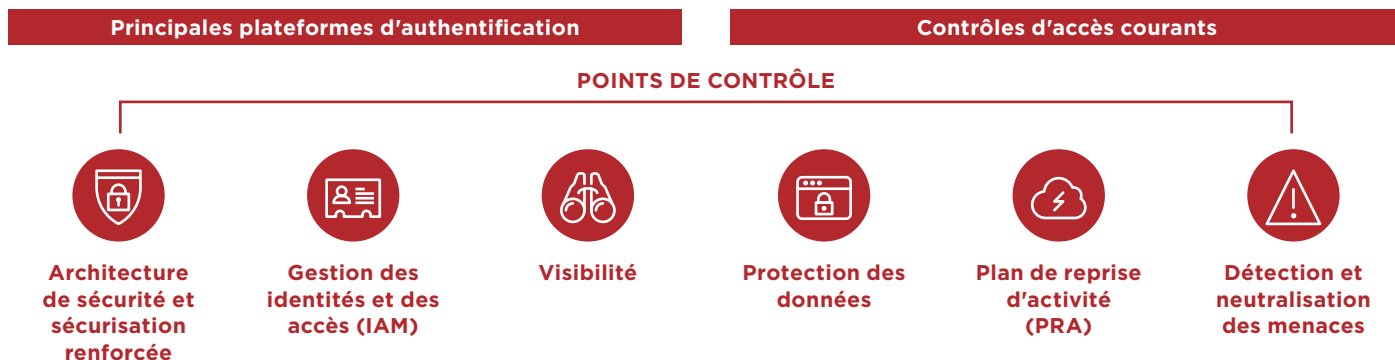 Principales plateformes d'authentification
Contrôles d'accès courants
POINTS DE CONTRÔLE
Architecture
de sécurité et
sécurisation
renforcée
Gestion des
identités et des
accès (IAM)
Visibilité
Protection des
données
Plan de reprise
d'activité
(PRA)
Détection et
neutralisation
des menaces